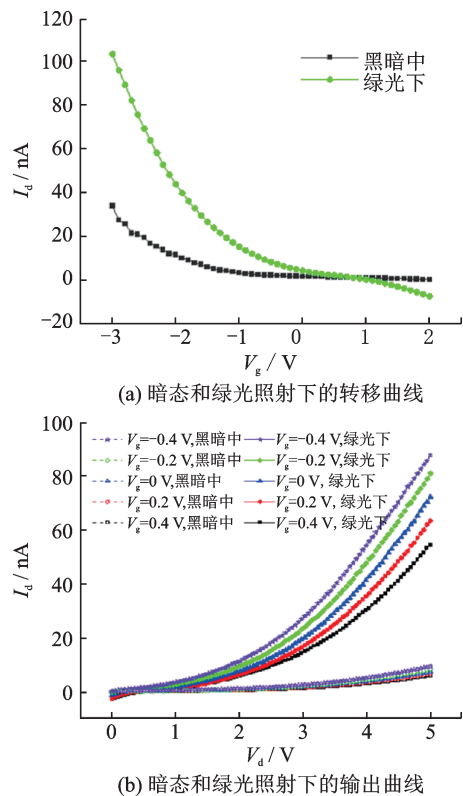 120
100
80
60
40
20
0
−20
I_d / nA
黑暗中
绿光下
−3 −2 −1 0 1 2
V_g / V
(a) 暗态和绿光照射下的转移曲线
100
80
60
40
20
0
I_d / nA
V_g=−0.4 V,黑暗中 V_g=−0.4 V,绿光下
V_g=−0.2 V,黑暗中 V_g=−0.2 V,绿光下
V_g=0 V,黑暗中 V_g=0 V, 绿光下
V_g=0.2 V,黑暗中 V_g=0.2 V, 绿光下
V_g=0.4 V,黑暗中 V_g=0.4 V, 绿光下
0 1 2 3 4 5
V_d / V
(b) 暗态和绿光照射下的输出曲线